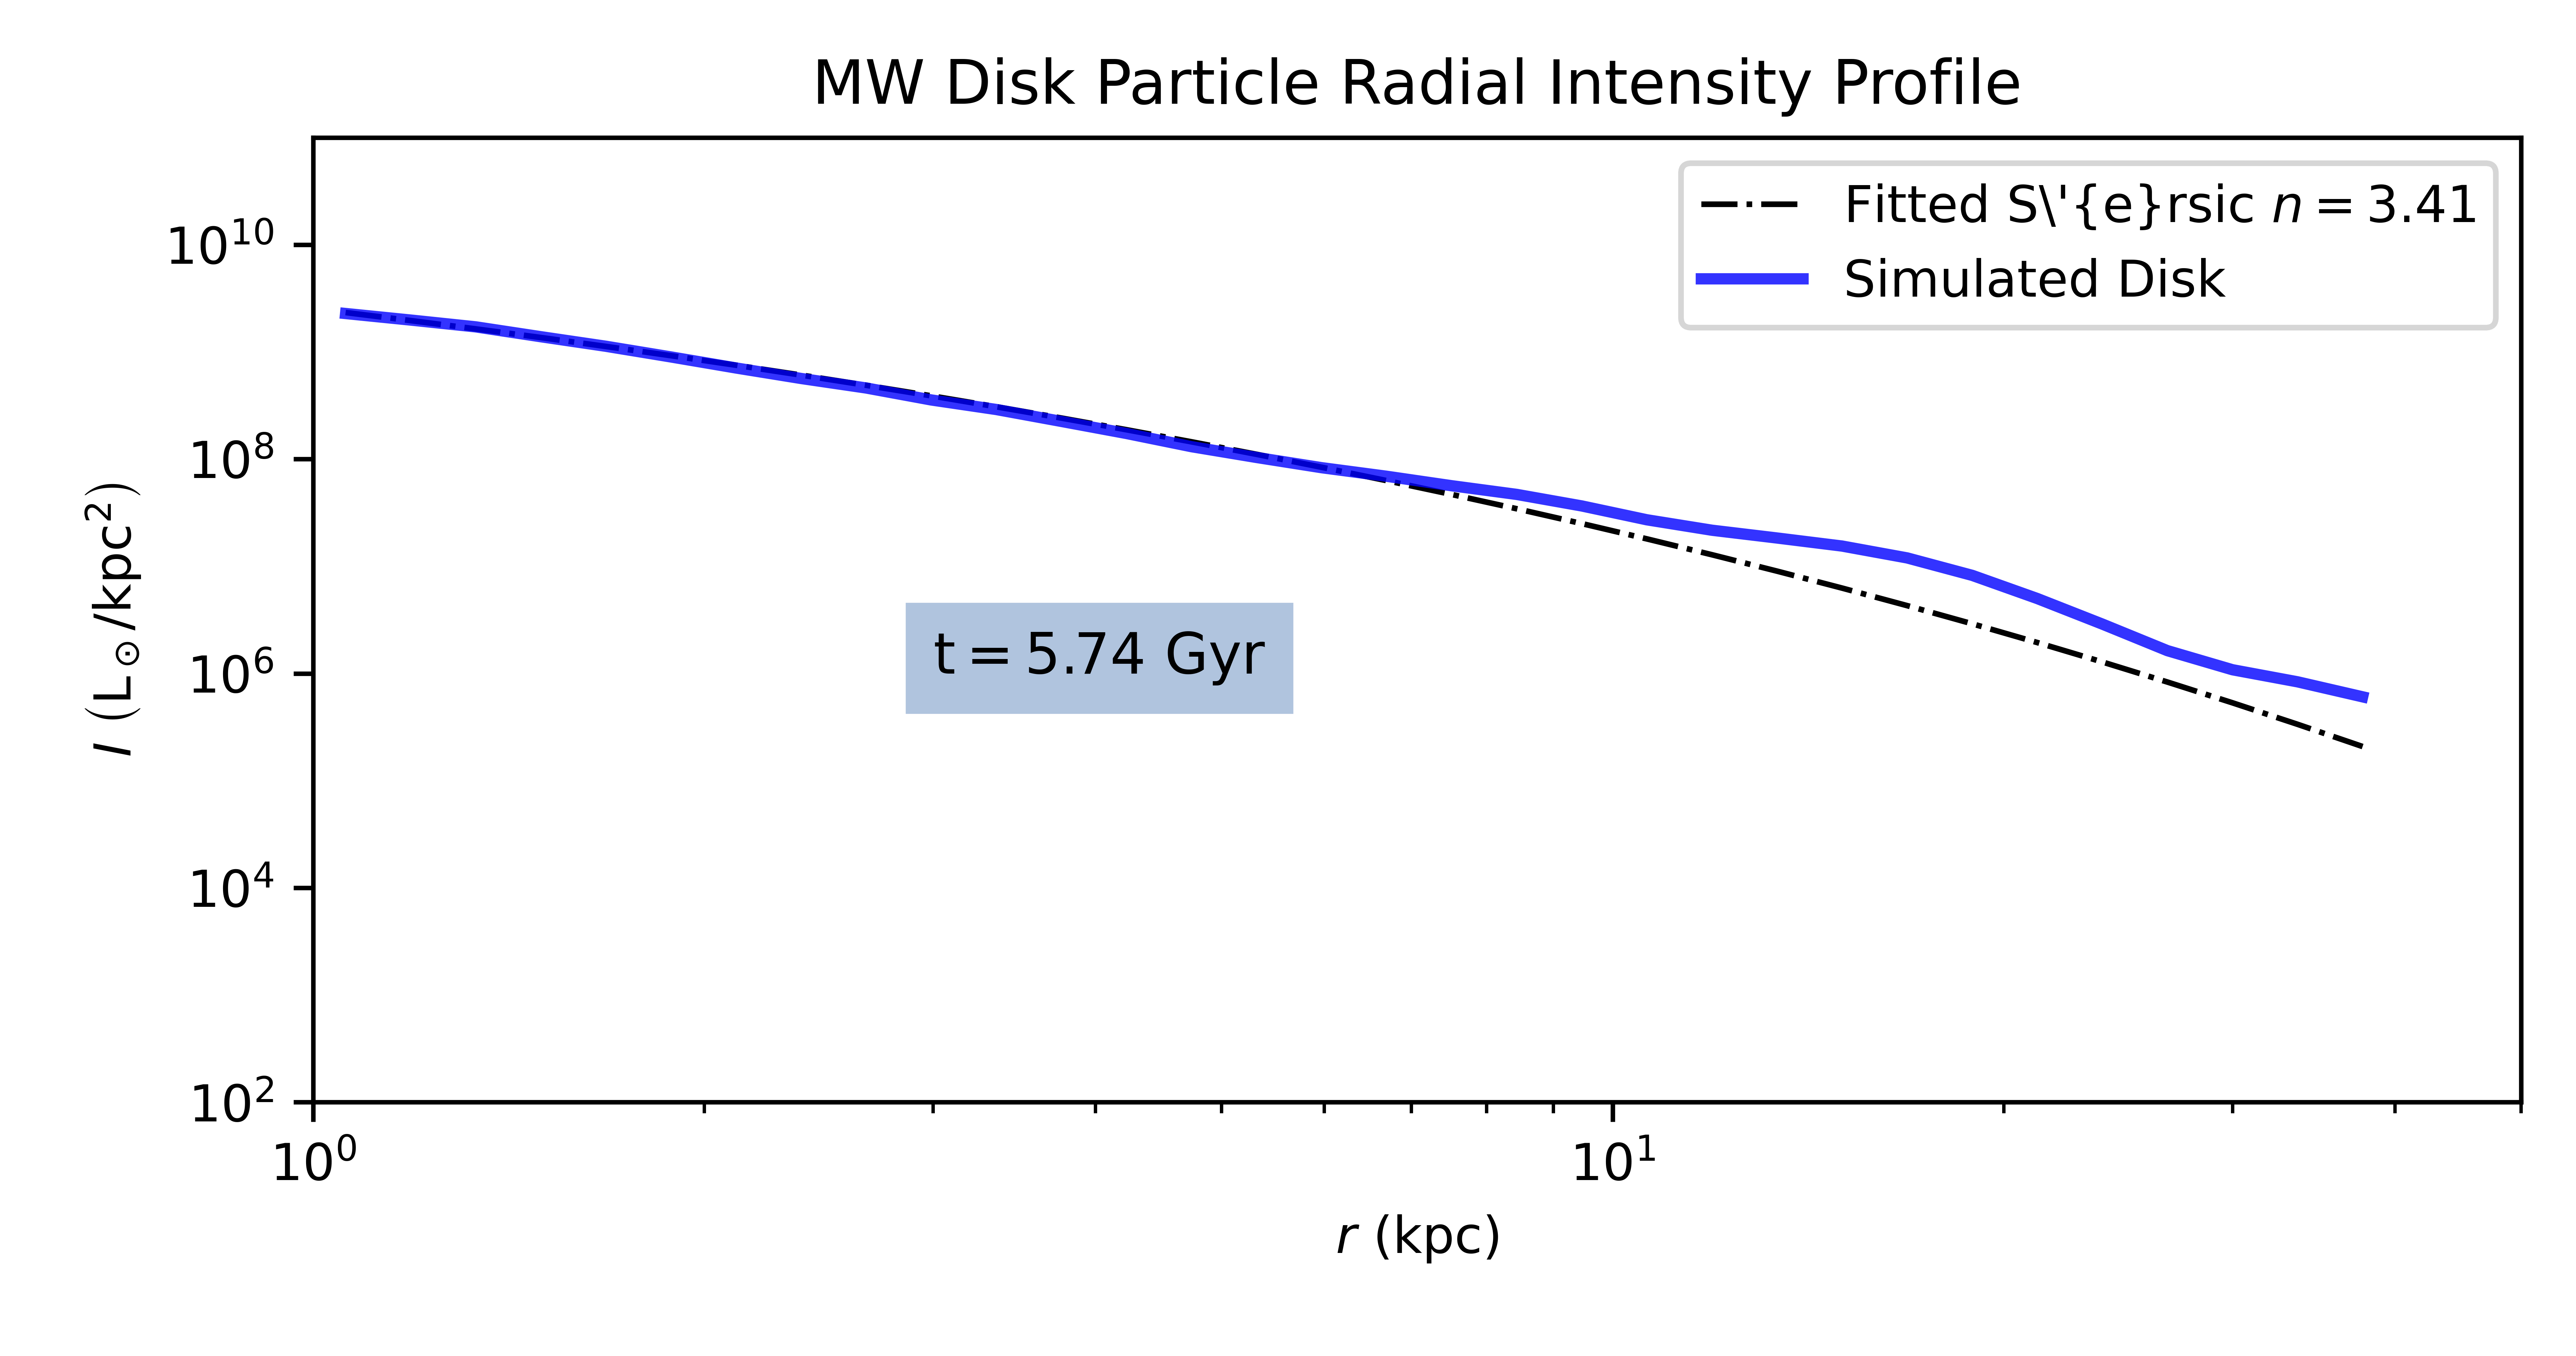 MW Disk Particle Radial Intensity Profile
Fitted S\'{e}rsic n = 3.41
Simulated Disk
t = 5.74 Gyr
I (L⊙/kpc²)
10¹⁰
10⁸
10⁶
10⁴
10²
10⁰
10¹
r (kpc)